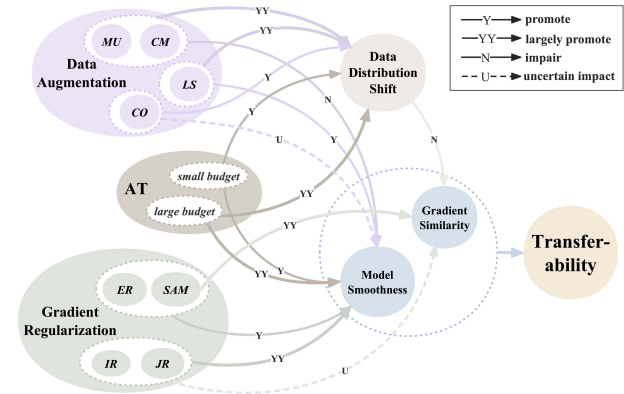 YY
YY
MU
CM
Data
Augmentation
LS
CO
Y
Data
Distribution
Shift
Y
promote
YY
largely promote
N
impair
U
uncertain impact
N
Y
U
Y
N
AT
small budget
large budget
YY
YY
Gradient
Similarity
Transfer-
ability
YY
Y
Model
Smoothness
ER
SAM
Gradient
Regularization
IR
JR
Y
YY
U